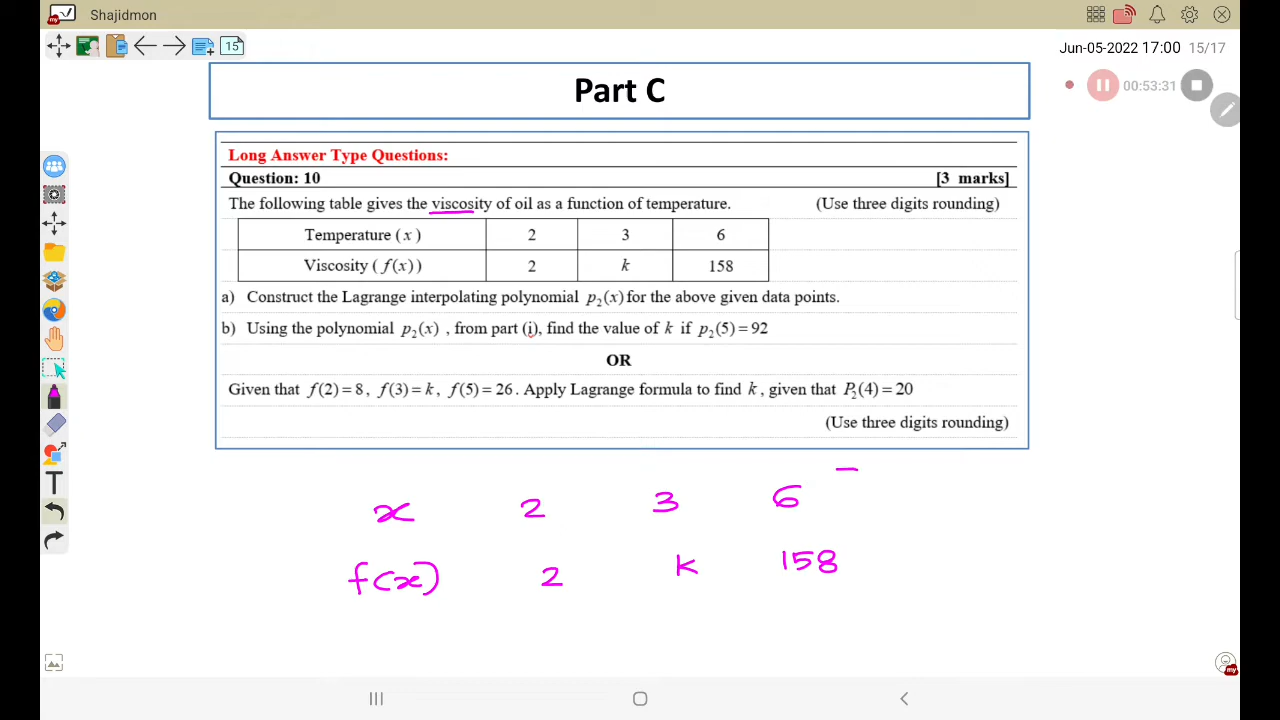 Shajidmon
my
my
15
Jun-05-2022 17:00 15/17
00:53:31
Part C
Long Answer Type Questions:
Question: 10 [3 marks]
The following table gives the viscosity of oil as a function of temperature. (Use three digits rounding)
Temperature (x) 2 3 6
Viscosity ( f(x)) 2 k 158
a) Construct the Lagrange interpolating polynomial p₂(x) for the above given data points.
b) Using the polynomial p₂(x) , from part (i), find the value of k if p₂(5) = 92
OR
Given that f(2) = 8, f(3) = k, f(5) = 26. Apply Lagrange formula to find k, given that P₂(4) = 20
(Use three digits rounding)
x 2 3 6
f(x) 2 k 158
T
my